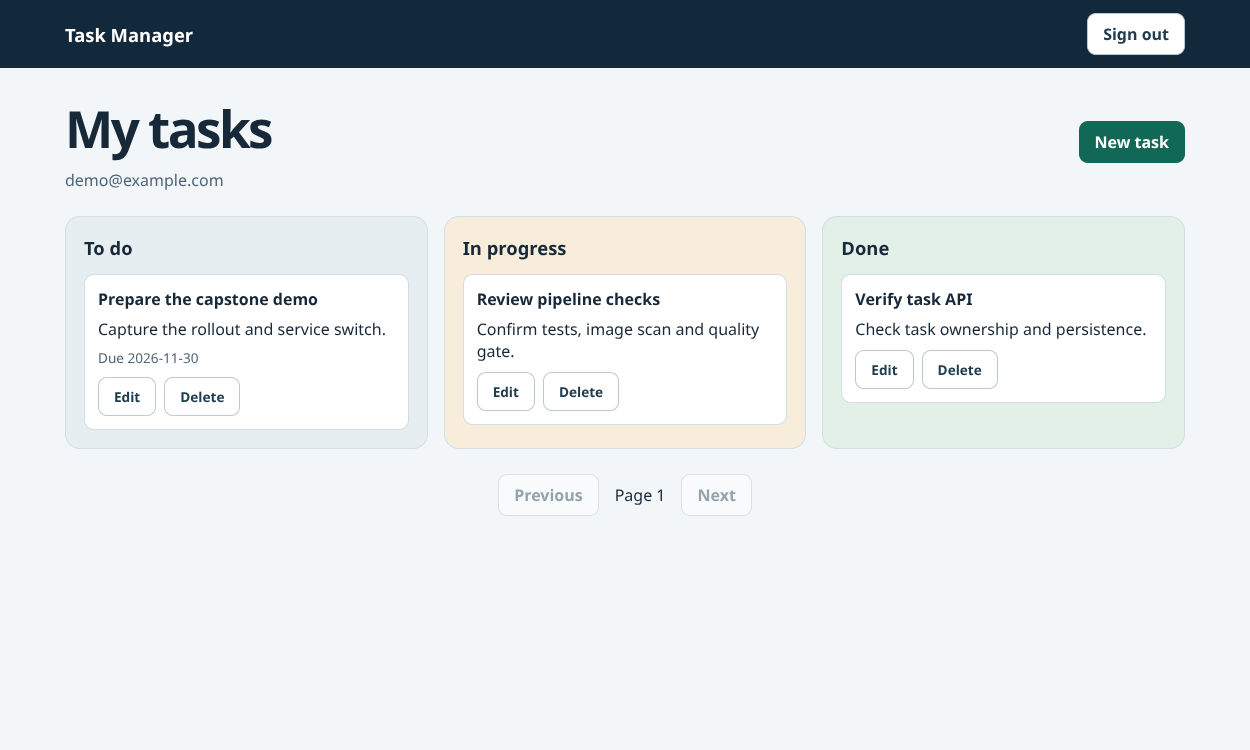 Task Manager
Sign out
My tasks
demo@example.com
New task
To do
Prepare the capstone demo
Capture the rollout and service switch.
Due 2026-11-30
Edit
Delete
In progress
Review pipeline checks
Confirm tests, image scan and quality
gate.
Edit
Delete
Done
Verify task API
Check task ownership and persistence.
Edit
Delete
Previous
Page 1
Next